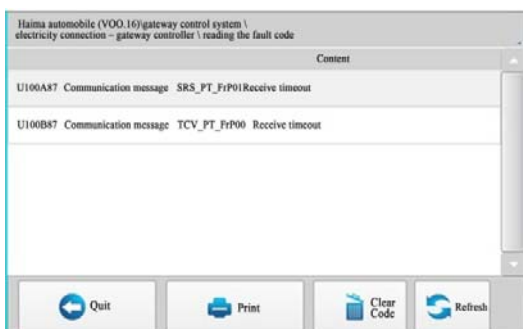 Haima automobile (VOO.16)\gateway control system \
electricity connection – gateway controller \ reading the fault code
Content
U100A87 Communication message SRS_PT_FrP01Receive timeout
U100B87 Communication message TCV_PT_FrP00 Receive timeout
Quit
Print
Clear
Code
Refresh